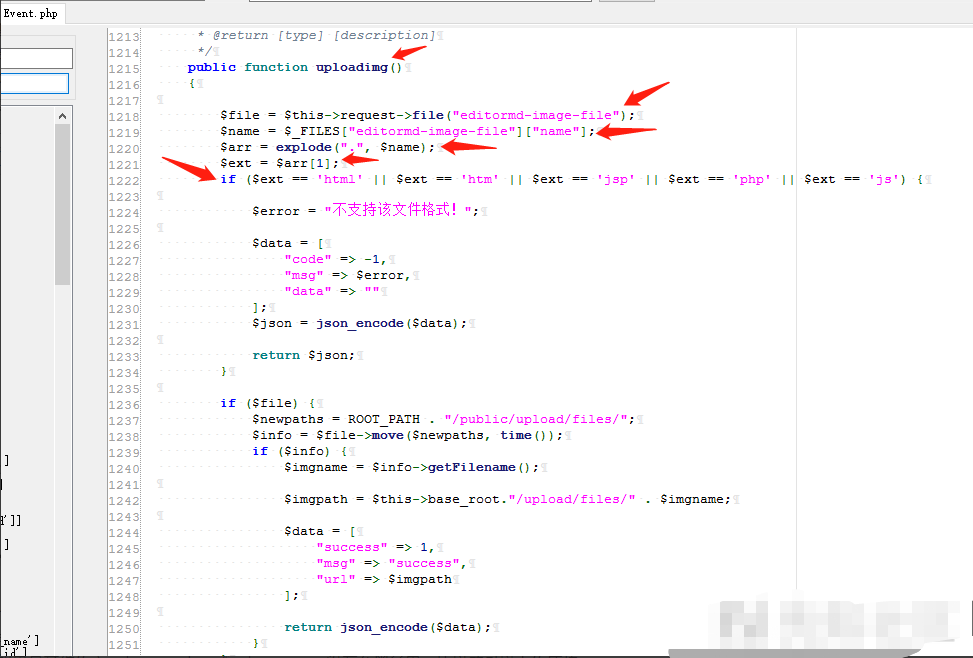 Event.php
1213 * @return [type] [description]
1214 */
1215 public function uploadimg()
1216 {
1217
1218 $file = $this->request->file("editormd-image-file");
1219 $name = $_FILES["editormd-image-file"]["name"];
1220 $arr = explode(".", $name);
1221 $ext = $arr[1];
1222 if ($ext == 'html' || $ext == 'htm' || $ext == 'jsp' || $ext == 'php' || $ext == 'js') {
1223
1224 $error = "不支持该文件格式！";
1225
1226 $data = [
1227 "code" => -1,
1228 "msg" => $error,
1229 "data" => ""
1230 ];
1231 $json = json_encode($data);
1232
1233 return $json;
1234 }
1235
1236 if ($file) {
1237 $newpaths = ROOT_PATH . "/public/upload/files/";
1238 $info = $file->move($newpaths, time());
1239 if ($info) {
1240 $imgname = $info->getFilename();
1241
1242 $imgpath = $this->base_root."/upload/files/" . $imgname;
1243
1244 $data = [
1245 "success" => 1,
1246 "msg" => "success",
1247 "url" => $imgpath
1248 ];
1249
1250 return json_encode($data);
1251 }
]
']]
]
name']
id']